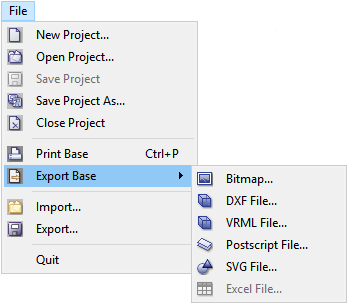 File
New Project...
Open Project...
Save Project
Save Project As...
Close Project
Print Base Ctrl+P
Export Base
Import...
Export...
Quit
Bitmap...
DXF File...
VRML File...
Postscript File...
SVG File...
Excel File...